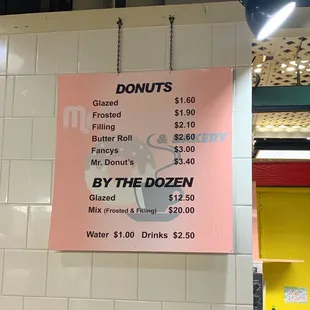 DONUTS
Glazed $1.60
Frosted $1.90
Filling $2.10
Butter Roll $2.60
Fancys $3.00
Mr. Donut's $3.40
BY THE DOZEN
Glazed $12.50
Mix (Frosted & Filling) $20.00
Water $1.00 Drinks $2.50